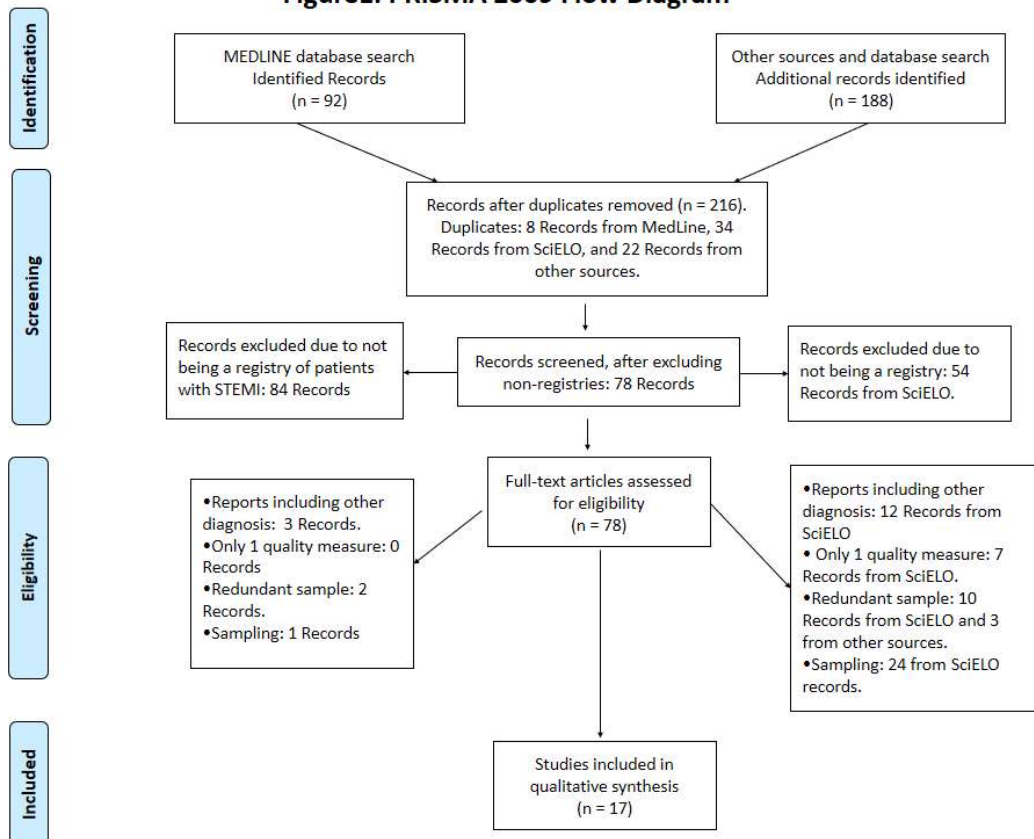 Figure2. PRISMA 2009 Flow Diagram
Identification
MEDLINE database search
Identified Records
(n = 92)
Other sources and database search
Additional records identified
(n = 188)
Screening
Records after duplicates removed (n = 216).
Duplicates: 8 Records from MedLine, 34
Records from SciELO, and 22 Records from
other sources.
Records excluded due to not
being a registry of patients
with STEMI: 84 Records
Records screened, after excluding
non-registries: 78 Records
Records excluded due to
not being a registry: 54
Records from SciELO.
Eligibility
•Reports including other
diagnosis:  3 Records.
•Only 1 quality measure: 0
Records
•Redundant sample: 2
Records.
•Sampling: 1 Records
Full-text articles assessed
for eligibility
(n = 78)
•Reports including other
diagnosis: 12 Records from
SciELO
• Only 1 quality measure: 7
Records from SciELO.
•Redundant sample: 10
Records from SciELO and 3
from other sources.
•Sampling: 24 from SciELO
records.
Included
Studies included in
qualitative synthesis
(n = 17)